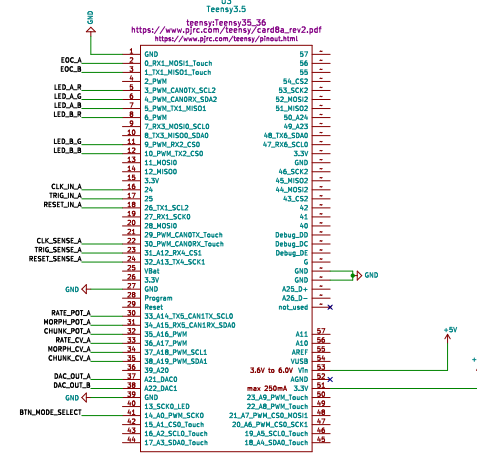 U3
Teensy3.5
teensy:Teensy35_36
https://www.pjrc.com/teensy/card8a_rev2.pdf
https://www.pjrc.com/teensy/pinout.html
GND
1 GND 57
EOC_A 2 0_RX1_MOSI1_Touch 56
EOC_B 3 1_TX1_MISO1_Touch 55
4 2_PWM 54_CS2
LED_A_R 5 3_PWM_CAN0TX_SCL2 53_SCK2
LED_A_G 6 4_PWM_CAN0RX_SDA2 52_MOSI2
LED_A_B 7 5_PWM_TX1_MISO1 51_MISO2
LED_B_R 8 6_PWM 50_A24
9 7_RX3_MOSI0_SCL0 49_A23
10 8_TX3_MISO0_SDA0 48_TX6_SDA0
LED_B_G 11 9_PWM_RX2_CS0 47_RX6_SCL0
LED_B_B 12 10_PWM_TX2_CS0 3.3V
13 11_MOSI0 GND
14 12_MISO0 46_SCK2
15 3.3V 45_MISO2
CLK_IN_A 16 24 44_MOSI2
TRIG_IN_A 17 25 43_CS2
RESET_IN_A 18 26_TX1_SCL2 42
19 27_RX1_SCK0 41
20 28_MOSI0 40
21 29_PWM_CAN0TX_Touch Debug_DD
CLK_SENSE_A 22 30_PWM_CAN0RX_Touch Debug_DC
TRIG_SENSE_A 23 31_A12_RX4_CS1 Debug_DE
RESET_SENSE_A 24 32_A13_TX4_SCK1 G
25 VBat GND
26 3.3V GND GND
GND 27 GND A25_D+
28 Program A26_D-
29 Reset not_used
RATE_POT_A 30 33_A14_TX5_CAN1TX_SCL0
MORPH_POT_A 31 34_A15_RX5_CAN1RX_SDA0
CHUNK_POT_A 32 35_A16_PWM A11 57
RATE_CV_A 33 36_A17_PWM A10 56
MORPH_CV_A 34 37_A18_PWM_SCL1 AREF 55
CHUNK_CV_A 35 38_A19_PWM_SDA1 VUSB 54
36 39_A20 3.6V to 6.0V VIn 53 +5V
DAC_OUT_A 37 A21_DAC0 AGND 52
DAC_OUT_B 38 A22_DAC1 max 250mA 3.3V 51
GND 39 GND 23_A9_PWM_Touch 50
40 13_SCK0_LED 22_A8_PWM_Touch 49
BTN_MODE_SELECT 41 14_A0_PWM_SCK0 21_A7_PWM_CS0_MOSI1 48
42 15_A1_CS0_Touch 20_A6_PWM_CS0_SCK1 47
43 16_A2_SCL0_Touch 19_A5_SCL0_Touch 46
44 17_A3_SDA0_Touch 18_A4_SDA0_Touch 45